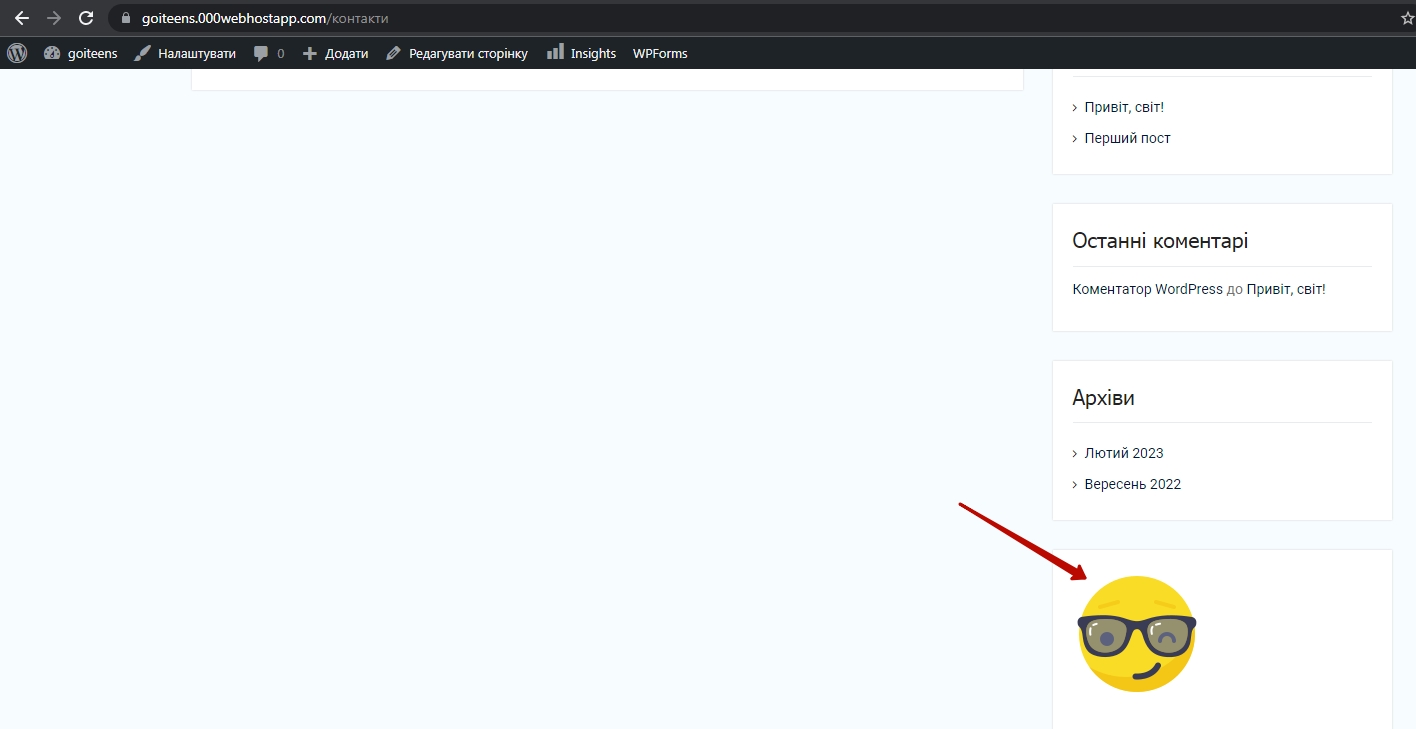 goiteens.000webhostapp.com/контакти
goiteens Налаштувати 0 Додати Редагувати сторінку Insights WPForms
Привіт, світ!
Перший пост
Останні коментарі
Коментатор WordPress до Привіт, світ!
Архіви
Лютий 2023
Вересень 2022